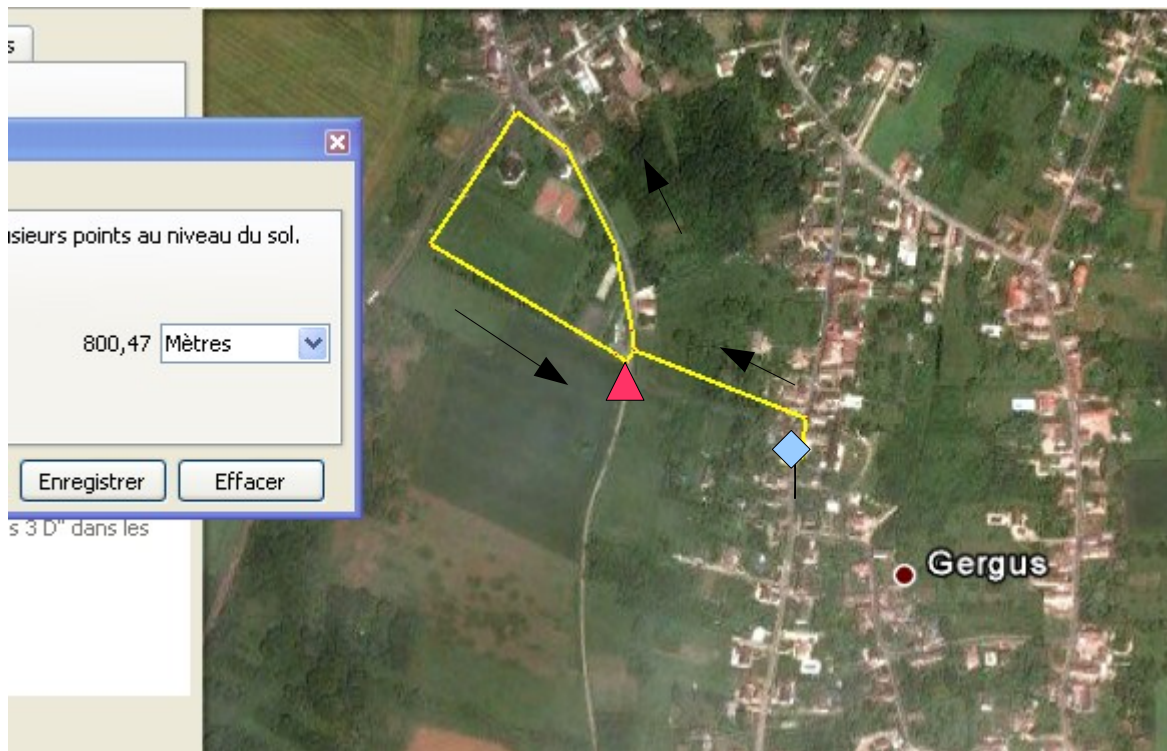 s
usieurs points au niveau du sol.
800,47 Mètres
Enregistrer Effacer
s 3 D" dans les
Gergus